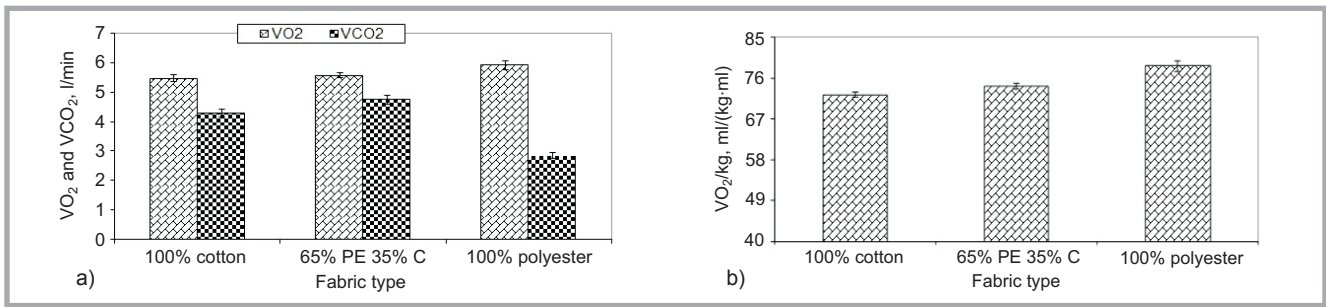 VO2 VCO2
7
6
5
4
3
2
1
0
VO₂ and VCO₂, l/min
100% cotton 65% PE 35% C 100% polyester
Fabric type
a)
85
76
67
58
49
40
VO₂/kg, ml/(kg·ml)
100% cotton 65% PE 35% C 100% polyester
Fabric type
b)